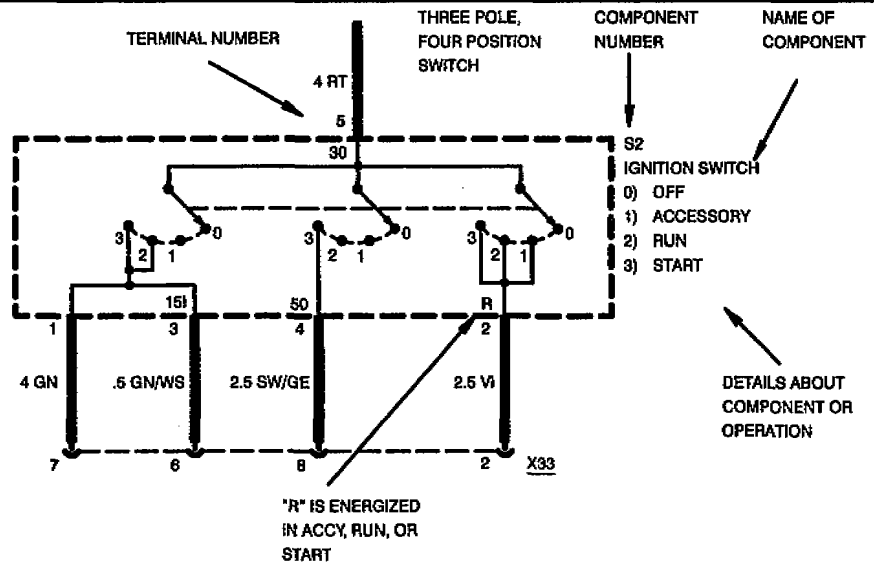 TERMINAL NUMBER
THREE POLE,
FOUR POSITION
SWITCH
COMPONENT
NUMBER
NAME OF
COMPONENT
4 RT
5
30
S2
IGNITION SWITCH
0) OFF
1) ACCESSORY
2) RUN
3) START
3
2
1
0
3
2
1
0
3
2
1
0
15I
50
R
1
3
4
2
4 GN
.5 GN/WS
2.5 SW/GE
2.5 VI
7
6
8
2
X33
DETAILS ABOUT
COMPONENT OR
OPERATION
"R" IS ENERGIZED
IN ACCY, RUN, OR
START